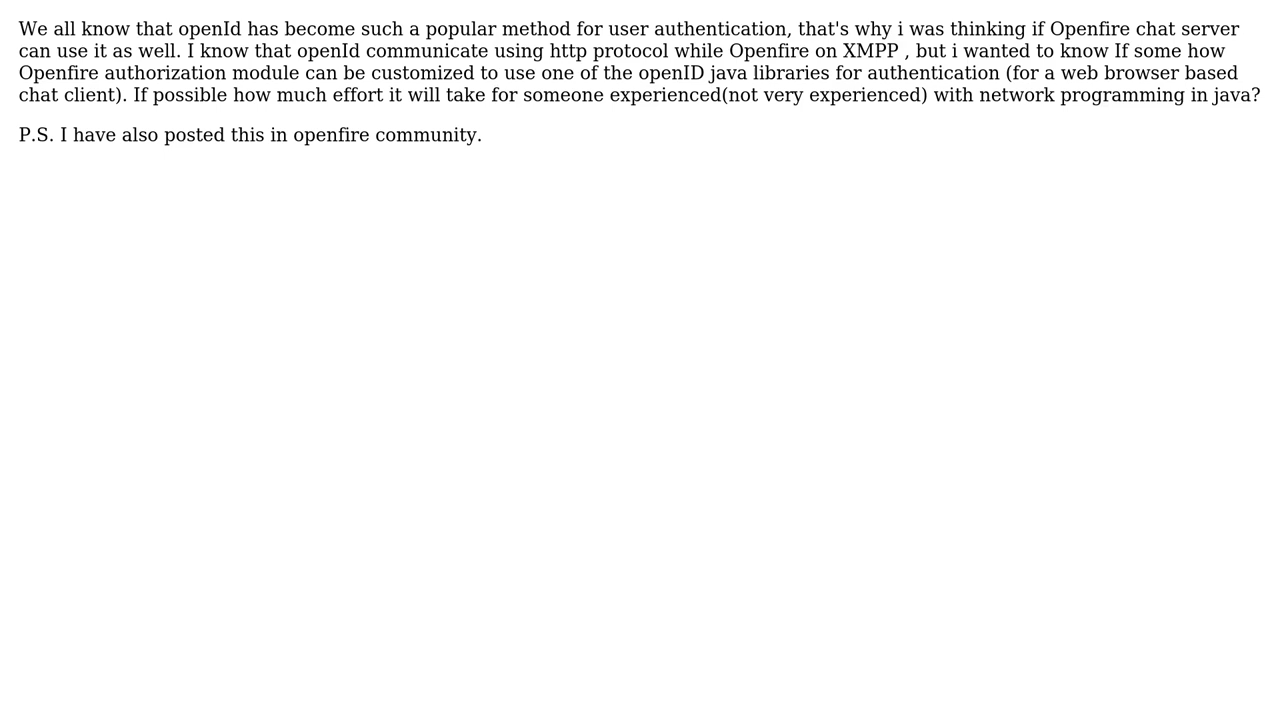 We all know that openId has become such a popular method for user authentication, that's why i was thinking if Openfire chat server
can use it as well. I know that openId communicate using http protocol while Openfire on XMPP , but i wanted to know If some how
Openfire authorization module can be customized to use one of the openID java libraries for authentication (for a web browser based
chat client). If possible how much effort it will take for someone experienced(not very experienced) with network programming in java?
P.S. I have also posted this in openfire community.